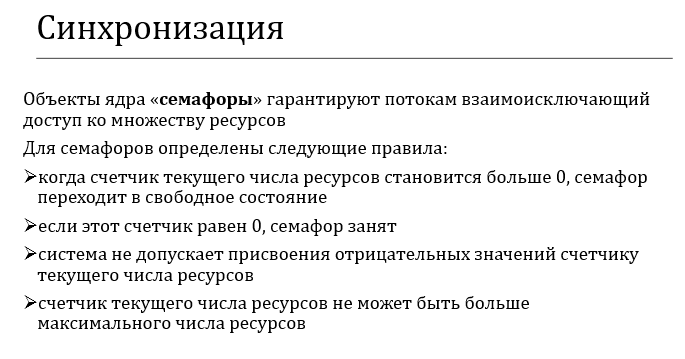 Синхронизация
Объекты ядра «семафоры» гарантируют потокам взаимоисключающий
доступ ко множеству ресурсов
Для семафоров определены следующие правила:
➢когда счетчик текущего числа ресурсов становится больше 0, семафор
переходит в свободное состояние
➢если этот счетчик равен 0, семафор занят
➢система не допускает присвоения отрицательных значений счетчику
текущего числа ресурсов
➢счетчик текущего числа ресурсов не может быть больше
максимального числа ресурсов